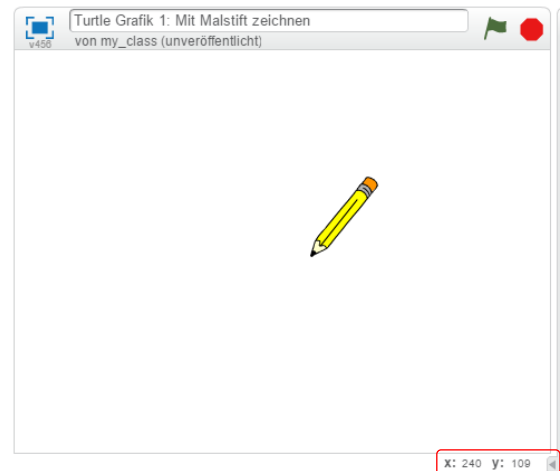 Turtle Grafik 1: Mit Malstift zeichnen
v456
von my_class (unveröffentlicht)
x: 240 y: 109